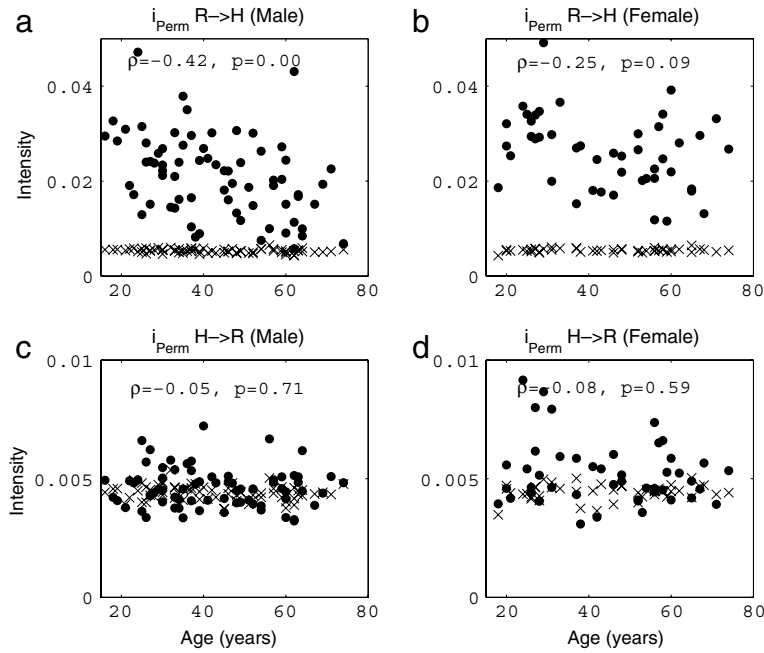 a
i_Perm R−>H (Male)
Intensity
0.04
0.02
0
ρ=−0.42, p=0.00
20 40 60 80
b
i_Perm R−>H (Female)
0.04
0.02
0
ρ=−0.25, p=0.09
20 40 60 80
c
i_Perm H−>R (Male)
Intensity
0.01
0.005
0
ρ=−0.05, p=0.71
20 40 60 80
Age (years)
d
i_Perm H−>R (Female)
0.01
0.005
0
ρ=−0.08, p=0.59
20 40 60 80
Age (years)